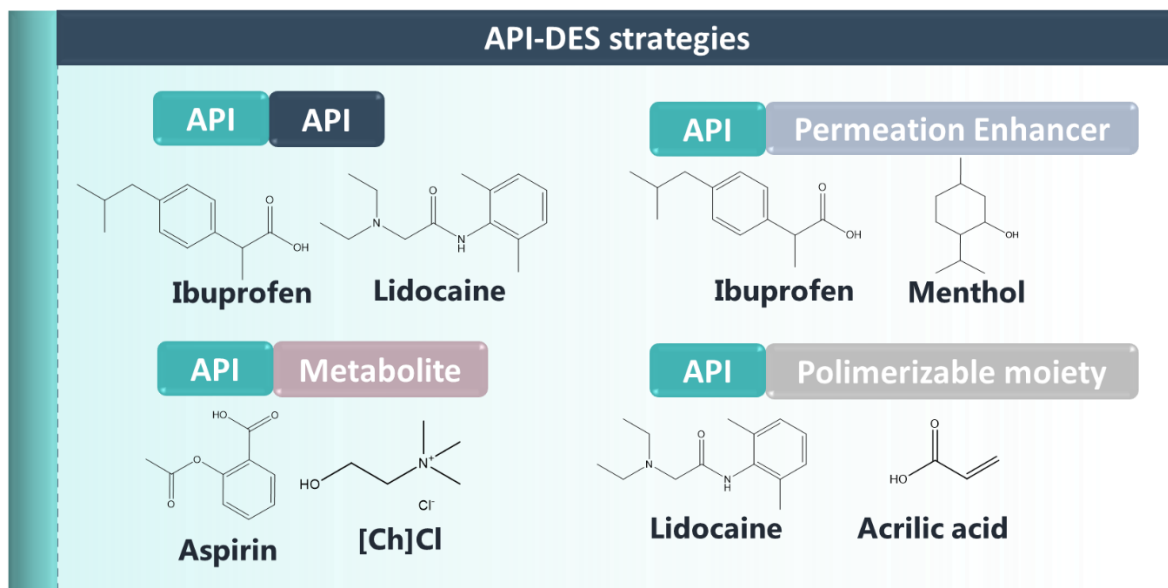 API-DES strategies
API API
O
N
O
N
H
OH
Ibuprofen Lidocaine
API Permeation Enhancer
O
OH
OH
Ibuprofen Menthol
API Metabolite
HO O
O
O
HO
N+
Cl-
Aspirin [Ch]Cl
API Polimerizable moiety
O
N
N
H
O
HO
Lidocaine Acrilic acid